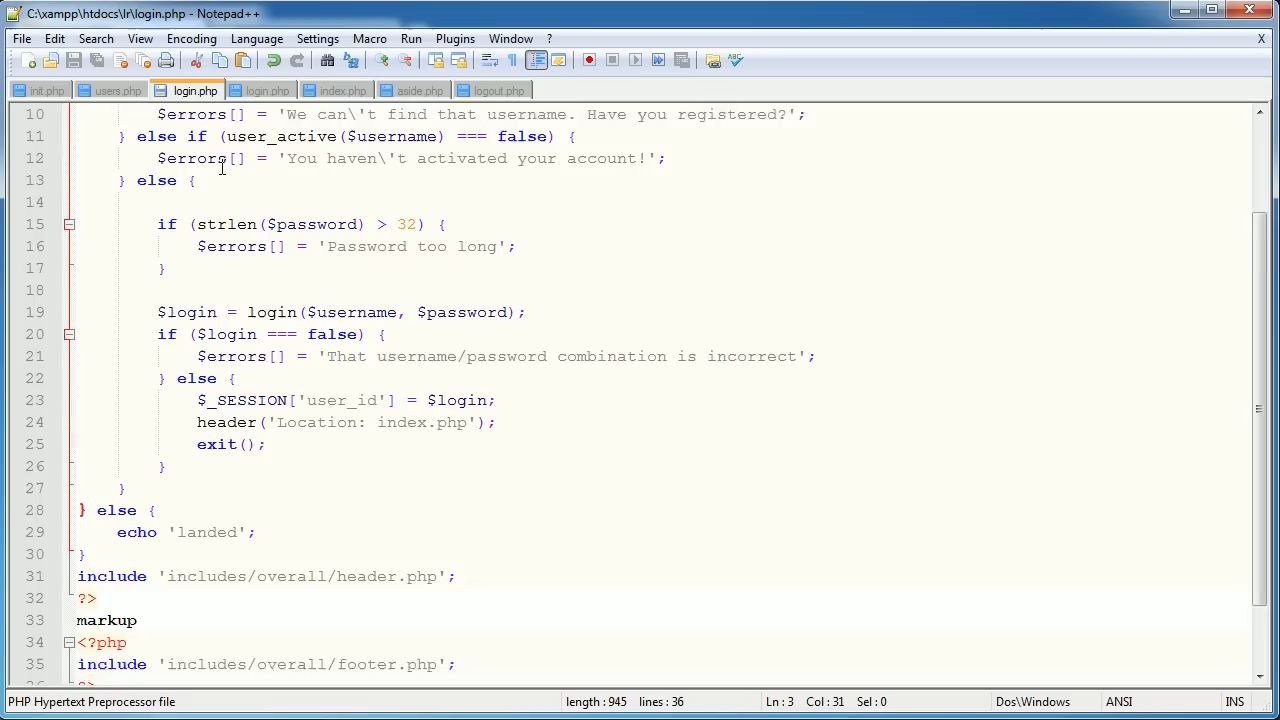 C:\xampp\htdocs\lr\login.php - Notepad++
File Edit Search View Encoding Language Settings Macro Run Plugins Window ? X
init.php users.php login.php login.php index.php aside.php logout.php
10 $errors[] = 'We can\'t find that username. Have you registered?';
11 } else if (user_active($username) === false) {
12 $errors[] = 'You haven\'t activated your account!';
13 } else {
14
15 if (strlen($password) > 32) {
16 $errors[] = 'Password too long';
17 }
18
19 $login = login($username, $password);
20 if ($login === false) {
21 $errors[] = 'That username/password combination is incorrect';
22 } else {
23 $_SESSION['user_id'] = $login;
24 header('Location: index.php');
25 exit();
26 }
27 }
28 } else {
29 echo 'landed';
30 }
31 include 'includes/overall/header.php';
32 ?>
33 markup
34 <?php
35 include 'includes/overall/footer.php';
36 ?>
PHP Hypertext Preprocessor file length : 945 lines : 36 Ln : 3 Col : 31 Sel : 0 Dos\Windows ANSI INS